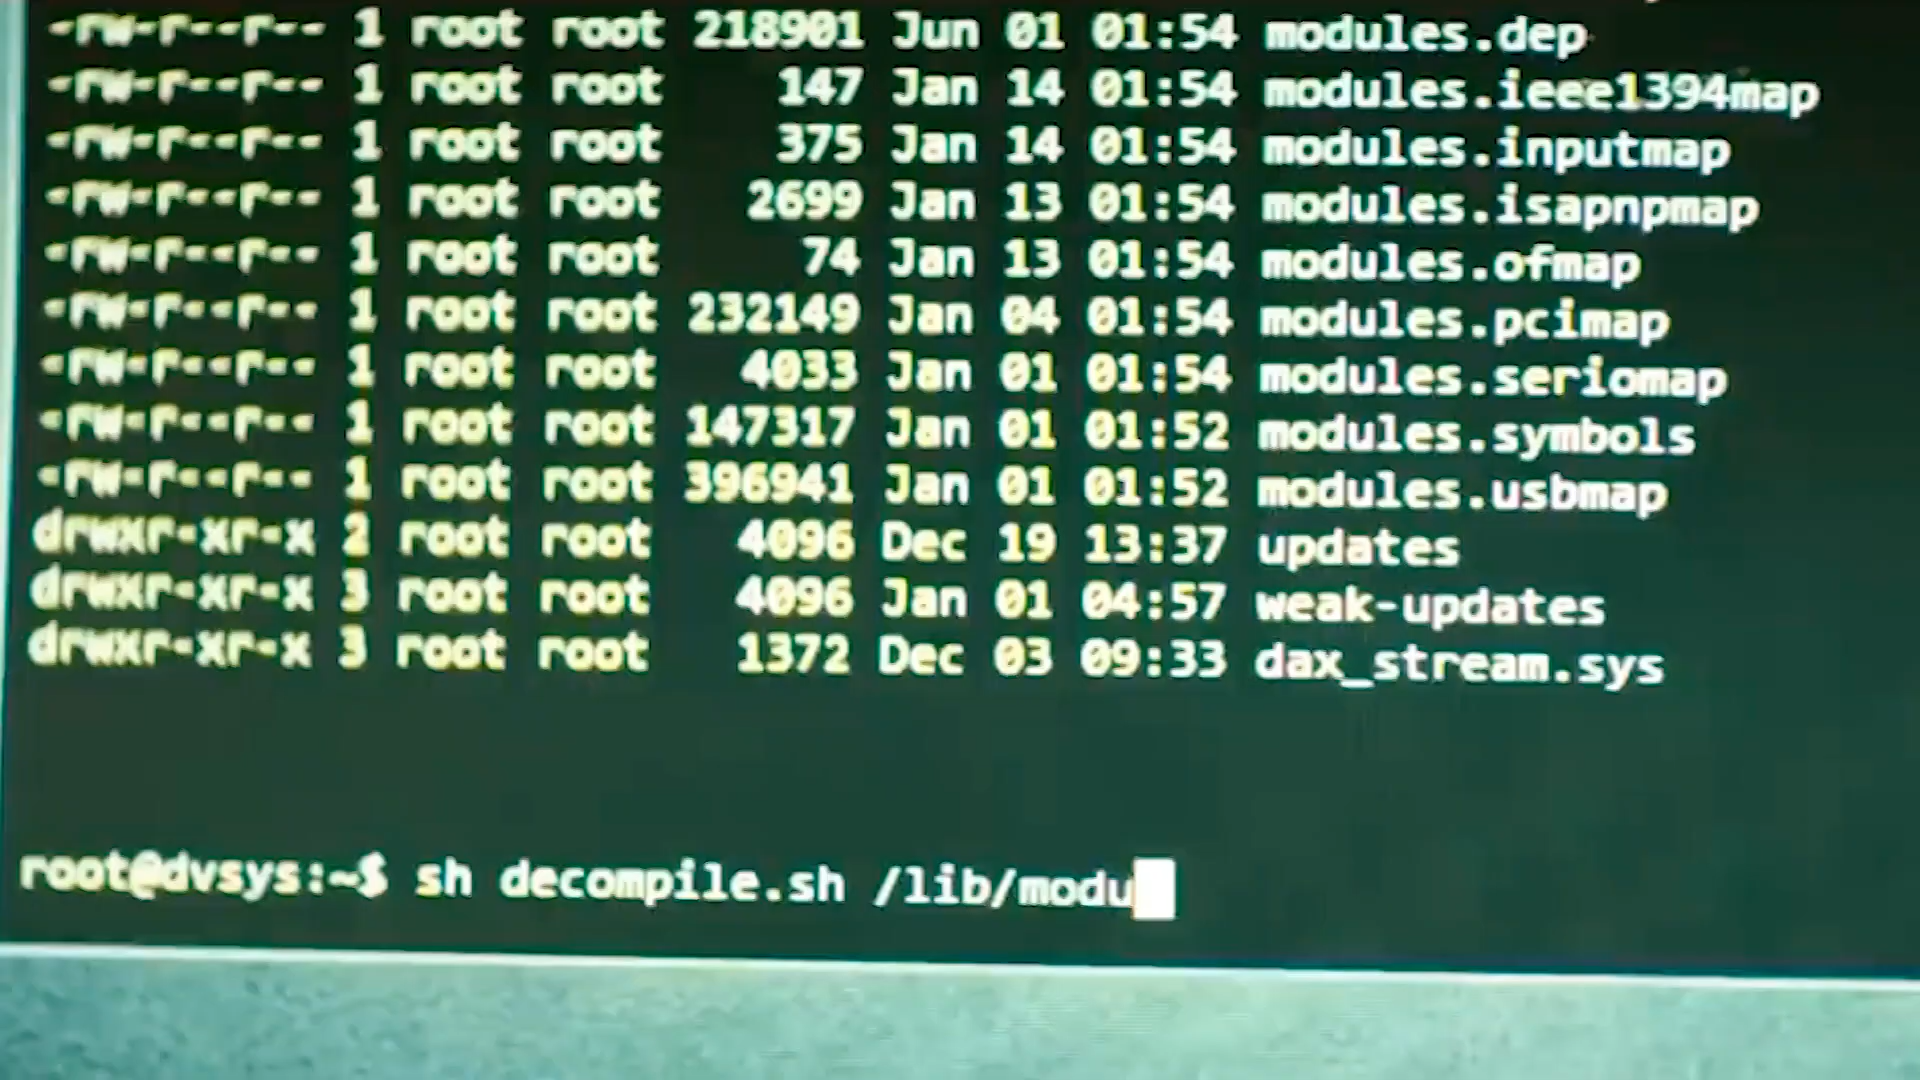 -rw-r--r-- 1 root root 218901 Jun 01 01:54 modules.dep
-rw-r--r-- 1 root root 147 Jan 14 01:54 modules.ieee1394map
-rw-r--r-- 1 root root 375 Jan 14 01:54 modules.inputmap
-rw-r--r-- 1 root root 2699 Jan 13 01:54 modules.isapnpmap
-rw-r--r-- 1 root root 74 Jan 13 01:54 modules.ofmap
-rw-r--r-- 1 root root 232149 Jan 04 01:54 modules.pcimap
-rw-r--r-- 1 root root 4033 Jan 01 01:54 modules.seriomap
-rw-r--r-- 1 root root 147317 Jan 01 01:52 modules.symbols
-rw-r--r-- 1 root root 396941 Jan 01 01:52 modules.usbmap
drwxr-xr-x 2 root root 4096 Dec 19 13:37 updates
drwxr-xr-x 3 root root 4096 Jan 01 04:57 weak-updates
drwxr-xr-x 3 root root 1372 Dec 03 09:33 dax_stream.sys
root@dvsys:~$ sh decompile.sh /lib/modu